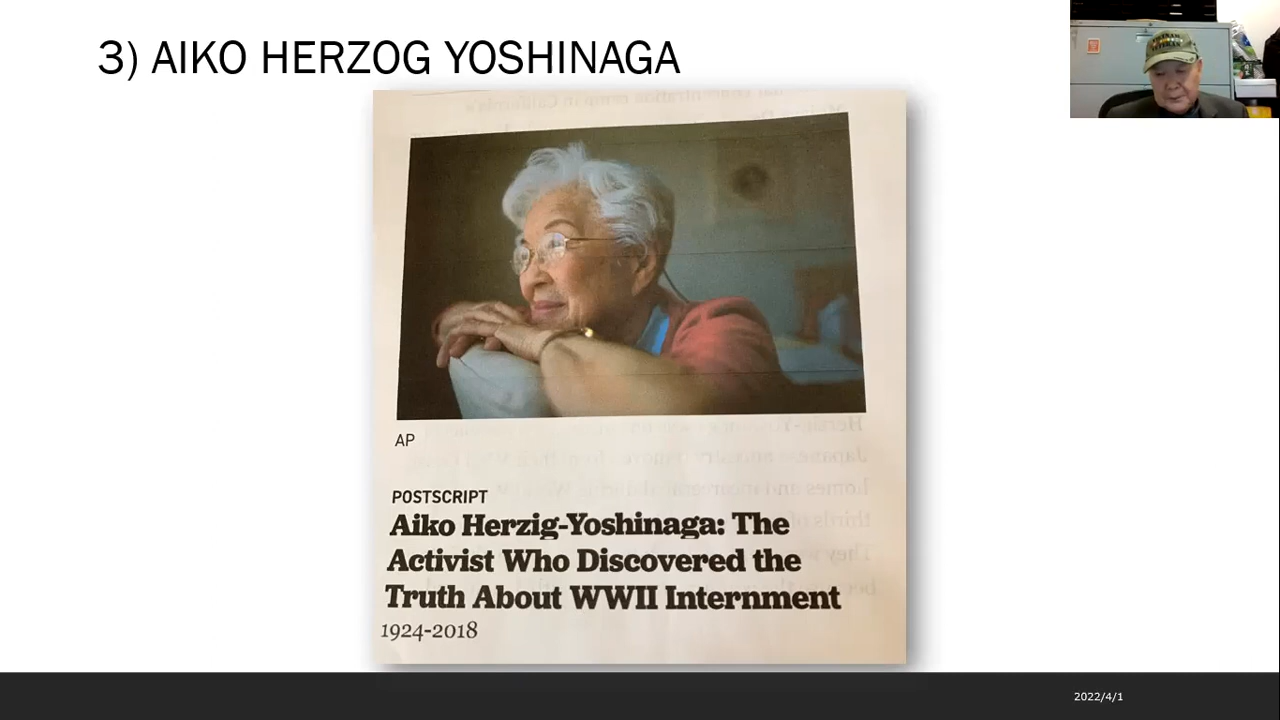 3) AIKO HERZOG YOSHINAGA
VETERAN
AP
POSTSCRIPT
Aiko Herzig-Yoshinaga: The
Activist Who Discovered the
Truth About WWII Internment
1924-2018
2022/4/1